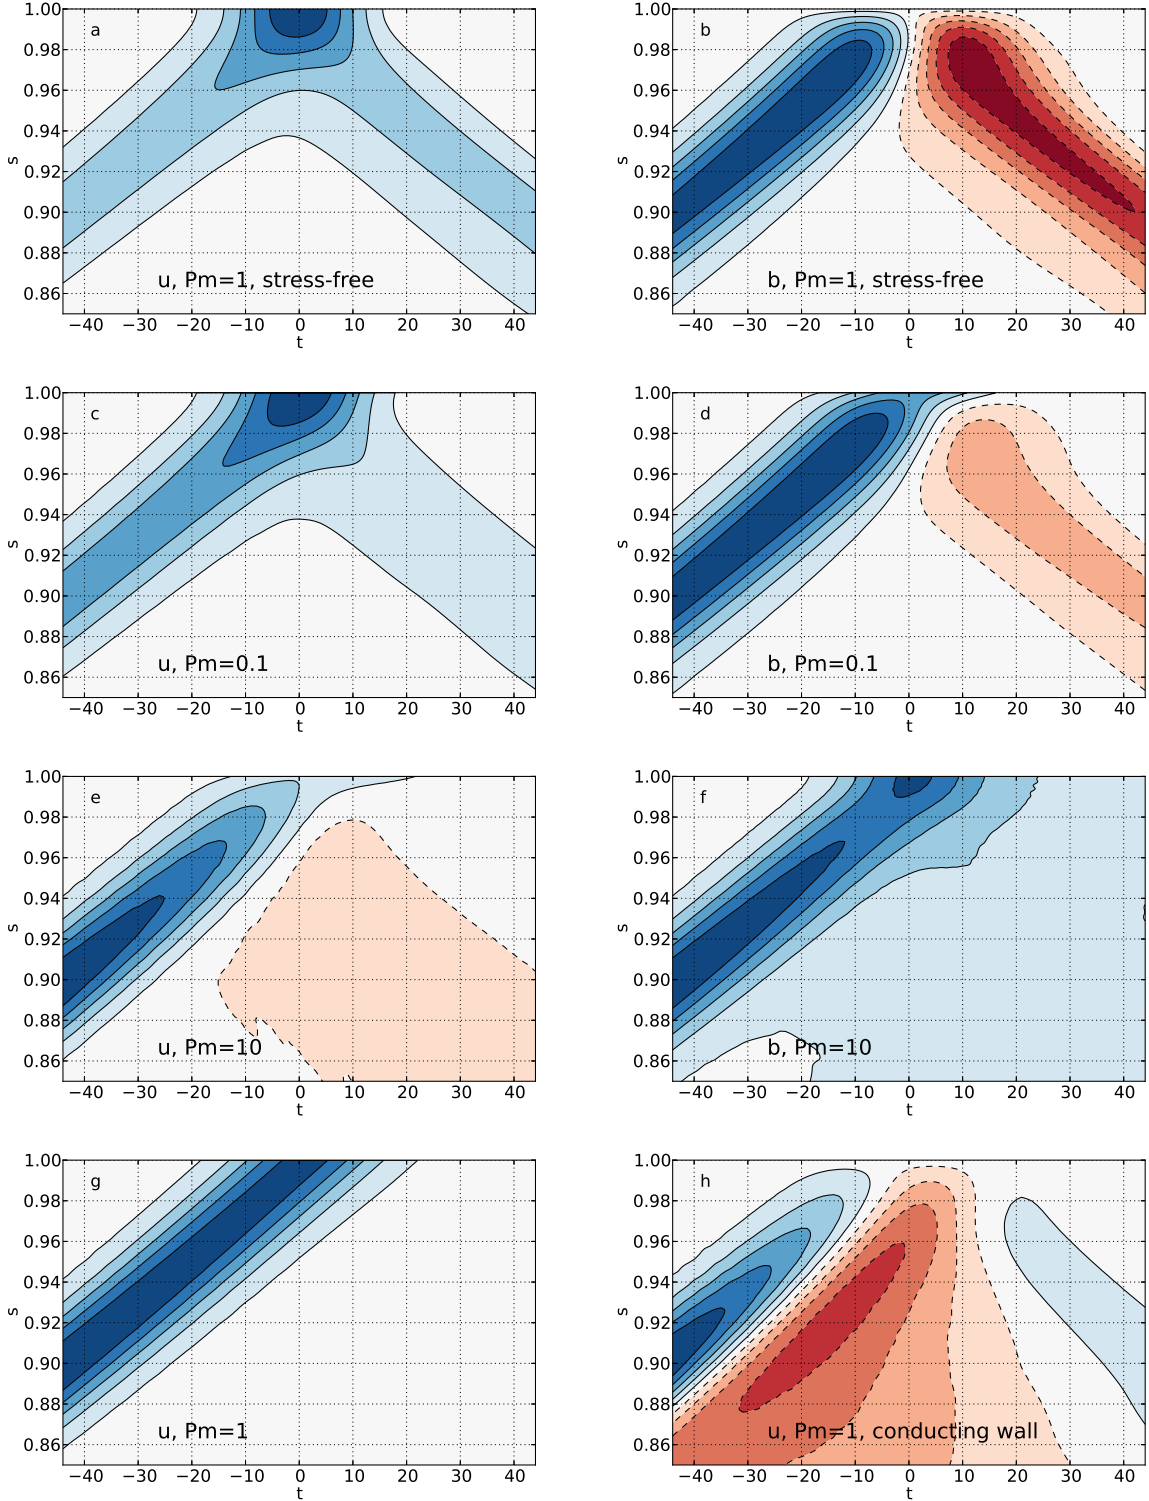 1.00
a
0.98
0.96
0.94
s
0.92
0.90
0.88
u, Pm=1, stress-free
0.86
−40 −30 −20 −10 0 10 20 30 40
t
1.00
b
0.98
0.96
0.94
s
0.92
0.90
0.88
b, Pm=1, stress-free
0.86
−40 −30 −20 −10 0 10 20 30 40
t
1.00
c
0.98
0.96
0.94
s
0.92
0.90
0.88
u, Pm=0.1
0.86
−40 −30 −20 −10 0 10 20 30 40
t
1.00
d
0.98
0.96
0.94
s
0.92
0.90
0.88
b, Pm=0.1
0.86
−40 −30 −20 −10 0 10 20 30 40
t
1.00
e
0.98
0.96
0.94
s
0.92
0.90
0.88
u, Pm=10
0.86
−40 −30 −20 −10 0 10 20 30 40
t
1.00
f
0.98
0.96
0.94
s
0.92
0.90
0.88
b, Pm=10
0.86
−40 −30 −20 −10 0 10 20 30 40
t
1.00
g
0.98
0.96
0.94
s
0.92
0.90
0.88
u, Pm=1
0.86
−40 −30 −20 −10 0 10 20 30 40
t
1.00
h
0.98
0.96
0.94
s
0.92
0.90
0.88
u, Pm=1, conducting wall
0.86
−40 −30 −20 −10 0 10 20 30 40
t